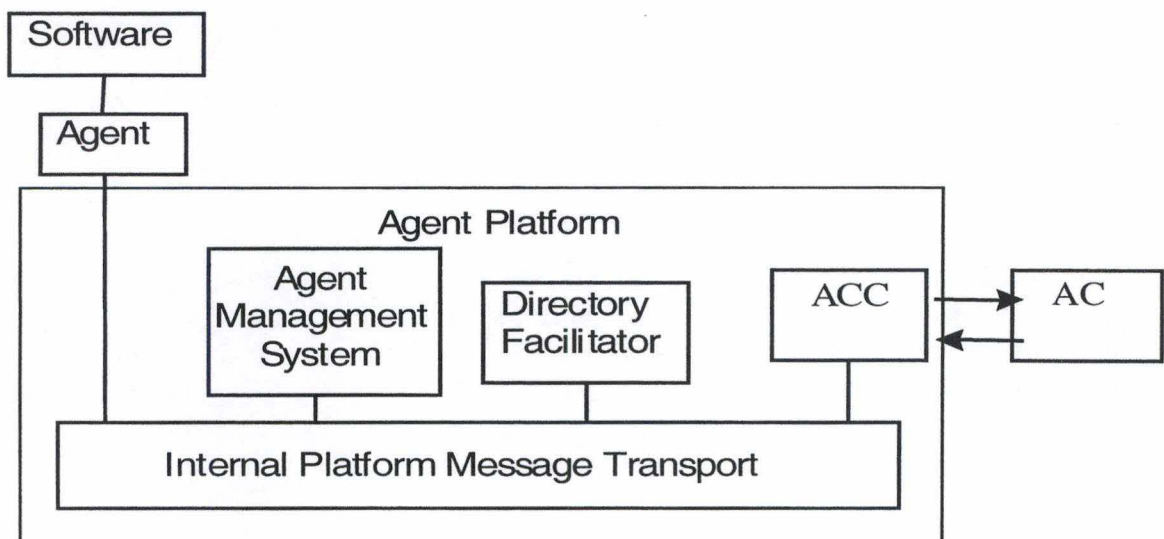 Software
Agent
Agent Platform
Agent
Management
System
Directory
Facilitator
ACC
AC
Internal Platform Message Transport